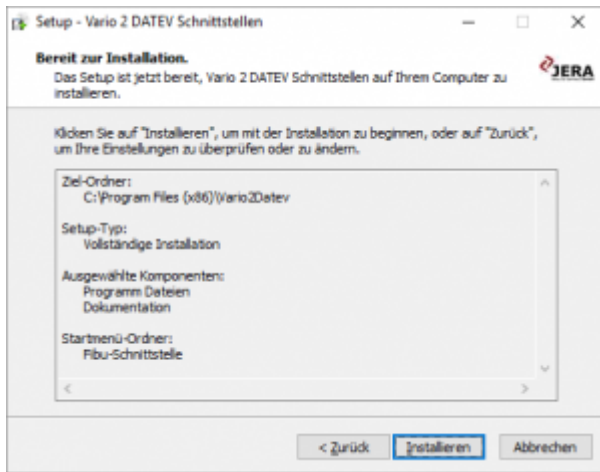 Setup - Vario 2 DATEV Schnittstellen
Bereit zur Installation.
Das Setup ist jetzt bereit, Vario 2 DATEV Schnittstellen auf Ihrem Computer zu
installieren.
JERA
Klicken Sie auf "Installieren", um mit der Installation zu beginnen, oder auf "Zurück",
um Ihre Einstellungen zu überprüfen oder zu ändern.
Ziel-Ordner:
C:\Program Files (x86)\Vario2Datev
Setup-Typ:
Vollständige Installation
Ausgewählte Komponenten:
Programm Dateien
Dokumentation
Startmenü-Ordner:
Fibu-Schnittstelle
< Zurück
Installieren
Abbrechen